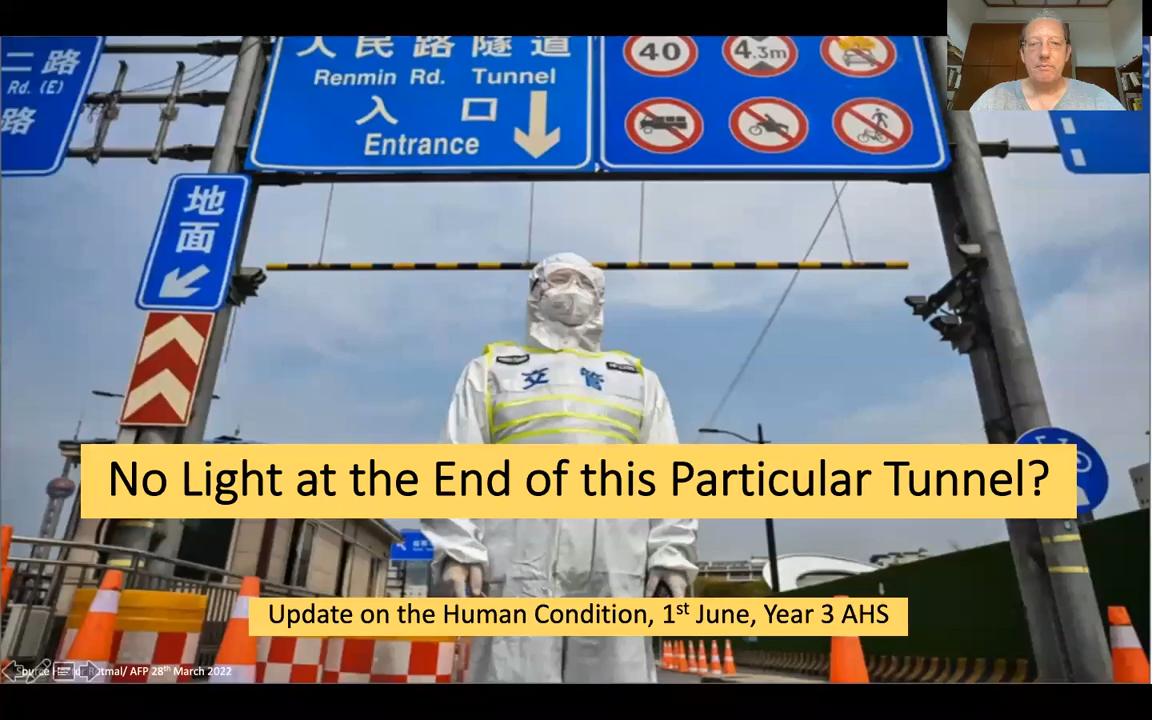 二路
Rd. (E)
路
人民路隧道
Renmin Rd. Tunnel
入口
Entrance
40
4.3m
地面
交管
No Light at the End of this Particular Tunnel?
Update on the Human Condition, 1st June, Year 3 AHS
AFP 28th March 2022